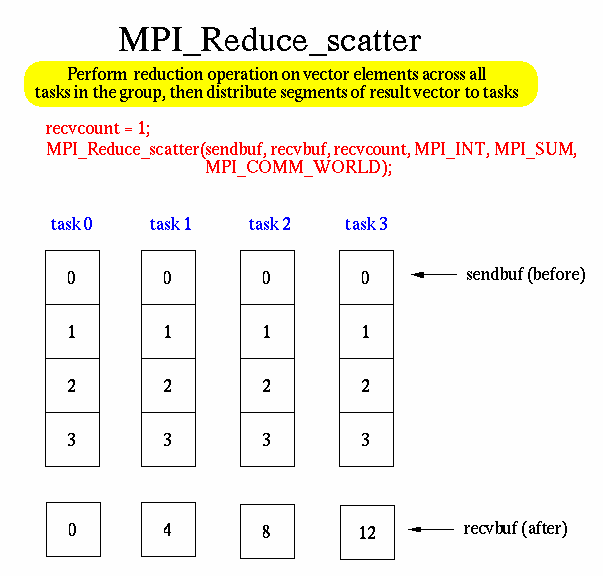 MPI_Reduce_scatter
Perform reduction operation on vector elements across all
tasks in the group, then distribute segments of result vector to tasks
recvcount = 1;
MPI_Reduce_scatter(sendbuf, recvbuf, recvcount, MPI_INT, MPI_SUM,
MPI_COMM_WORLD);
task 0 task 1 task 2 task 3
0 0 0 0 sendbuf (before)
1 1 1 1
2 2 2 2
3 3 3 3
0 4 8 12 recvbuf (after)